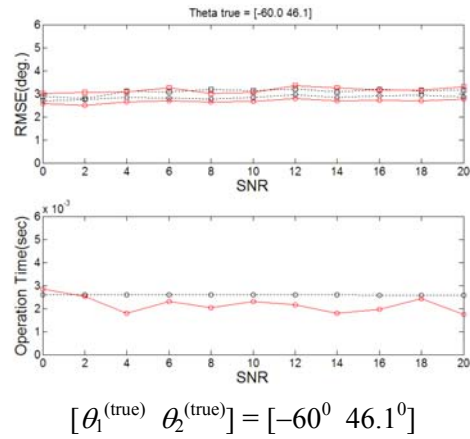 Theta true = [-60.0 46.1]
RMSE(deg.)
6
5
4
3
2
1
0
0 2 4 6 8 10 12 14 16 18 20
SNR
x 10⁻³
Operation Time(sec)
6
5
4
3
2
1
0
0 2 4 6 8 10 12 14 16 18 20
SNR
[θ₁⁽ᵗʳᵘᵉ⁾ θ₂⁽ᵗʳᵘᵉ⁾] = [–60⁰ 46.1⁰]